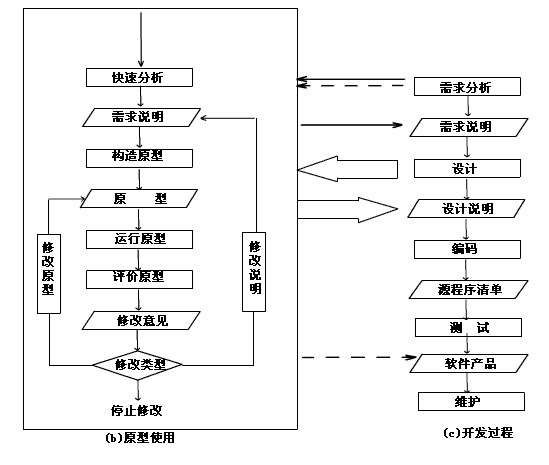 快速分析
需求说明
构造原型
原 型
运行原型
评价原型
修改意见
修改类型
停止修改
修改原型
修改说明
(b)原型使用
需求分析
需求说明
设计
设计说明
编码
源程序清单
测 试
软件产品
维护
(c)开发过程